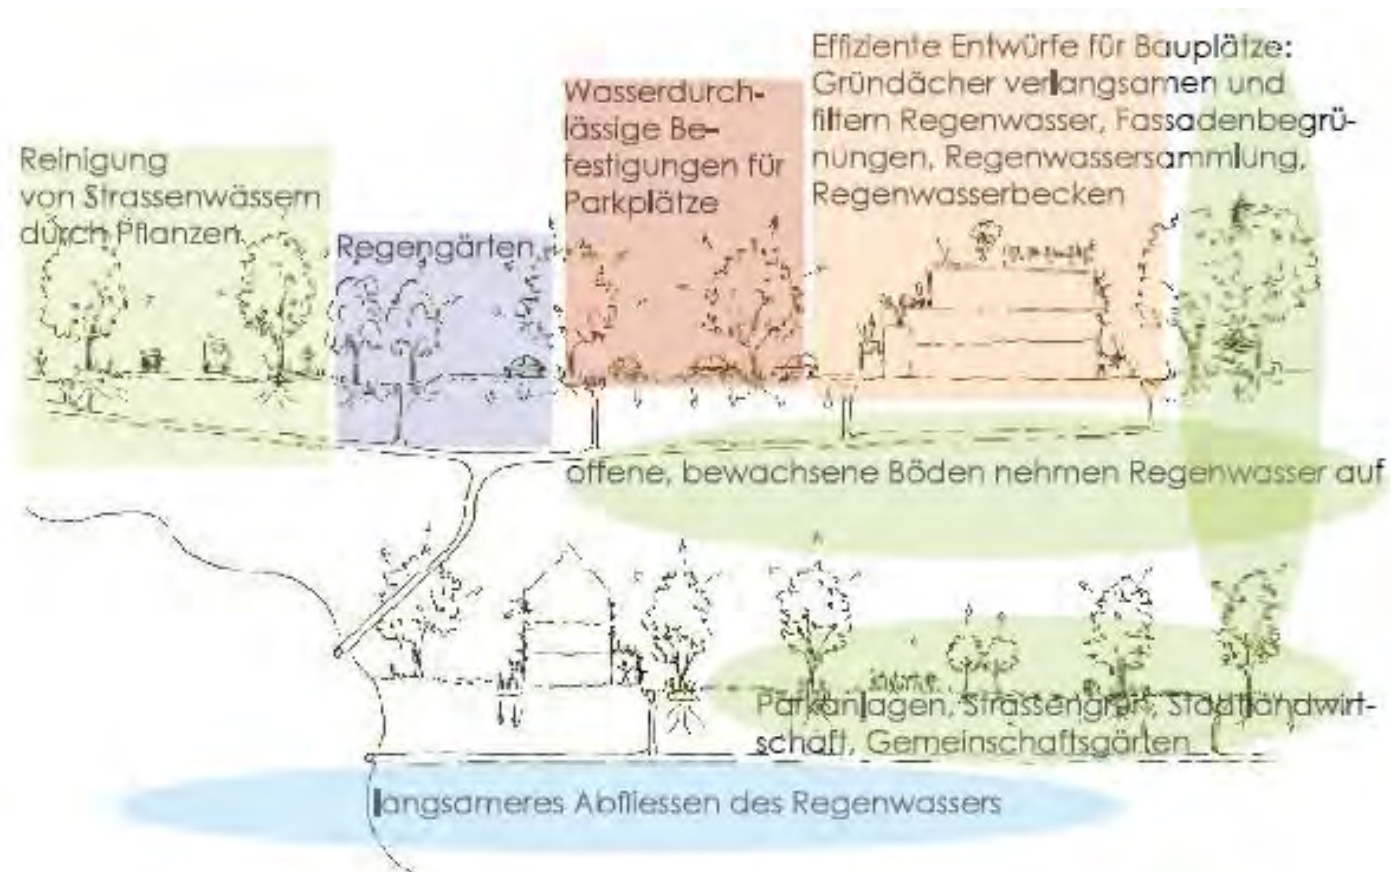 Reinigung
von Strassenwässern
durch Pflanzen
Regengärten
Wasserdurch-
lässige Be-
festigungen für
Parkplätze
Effiziente Entwürfe für Bauplätze:
Gründächer verlangsamen und
filtern Regenwasser, Fassadenbegrü-
nungen, Regenwassersammlung,
Regenwasserbecken
offene, bewachsene Böden nehmen Regenwasser auf
Parkanlagen, Strassengrün, Stadtlandwirt-
schaft, Gemeinschaftsgärten
langsameres Abfliessen des Regenwassers